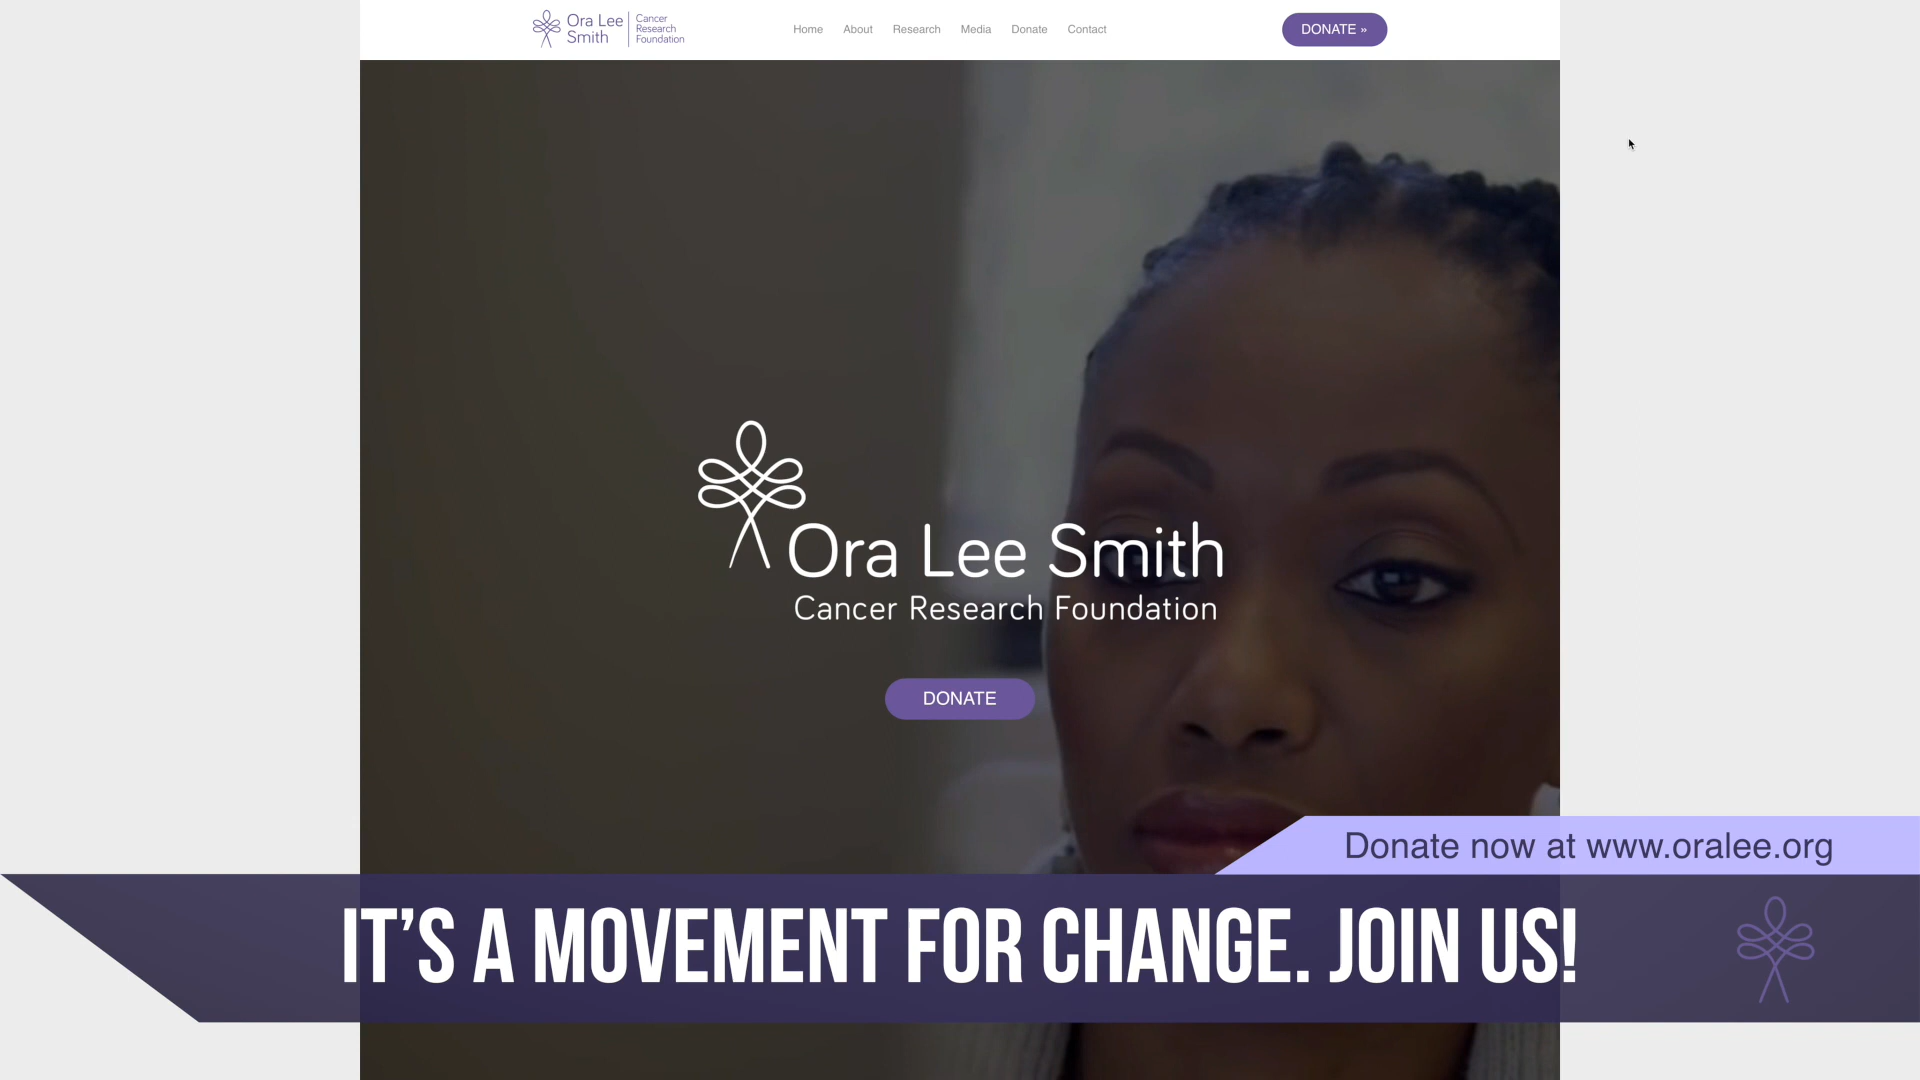 Ora Lee
Smith
Cancer
Research
Foundation
Home
About
Research
Media
Donate
Contact
DONATE »
Ora Lee Smith
Cancer Research Foundation
DONATE
Donate now at www.oralee.org
IT'S A MOVEMENT FOR CHANGE. JOIN US!